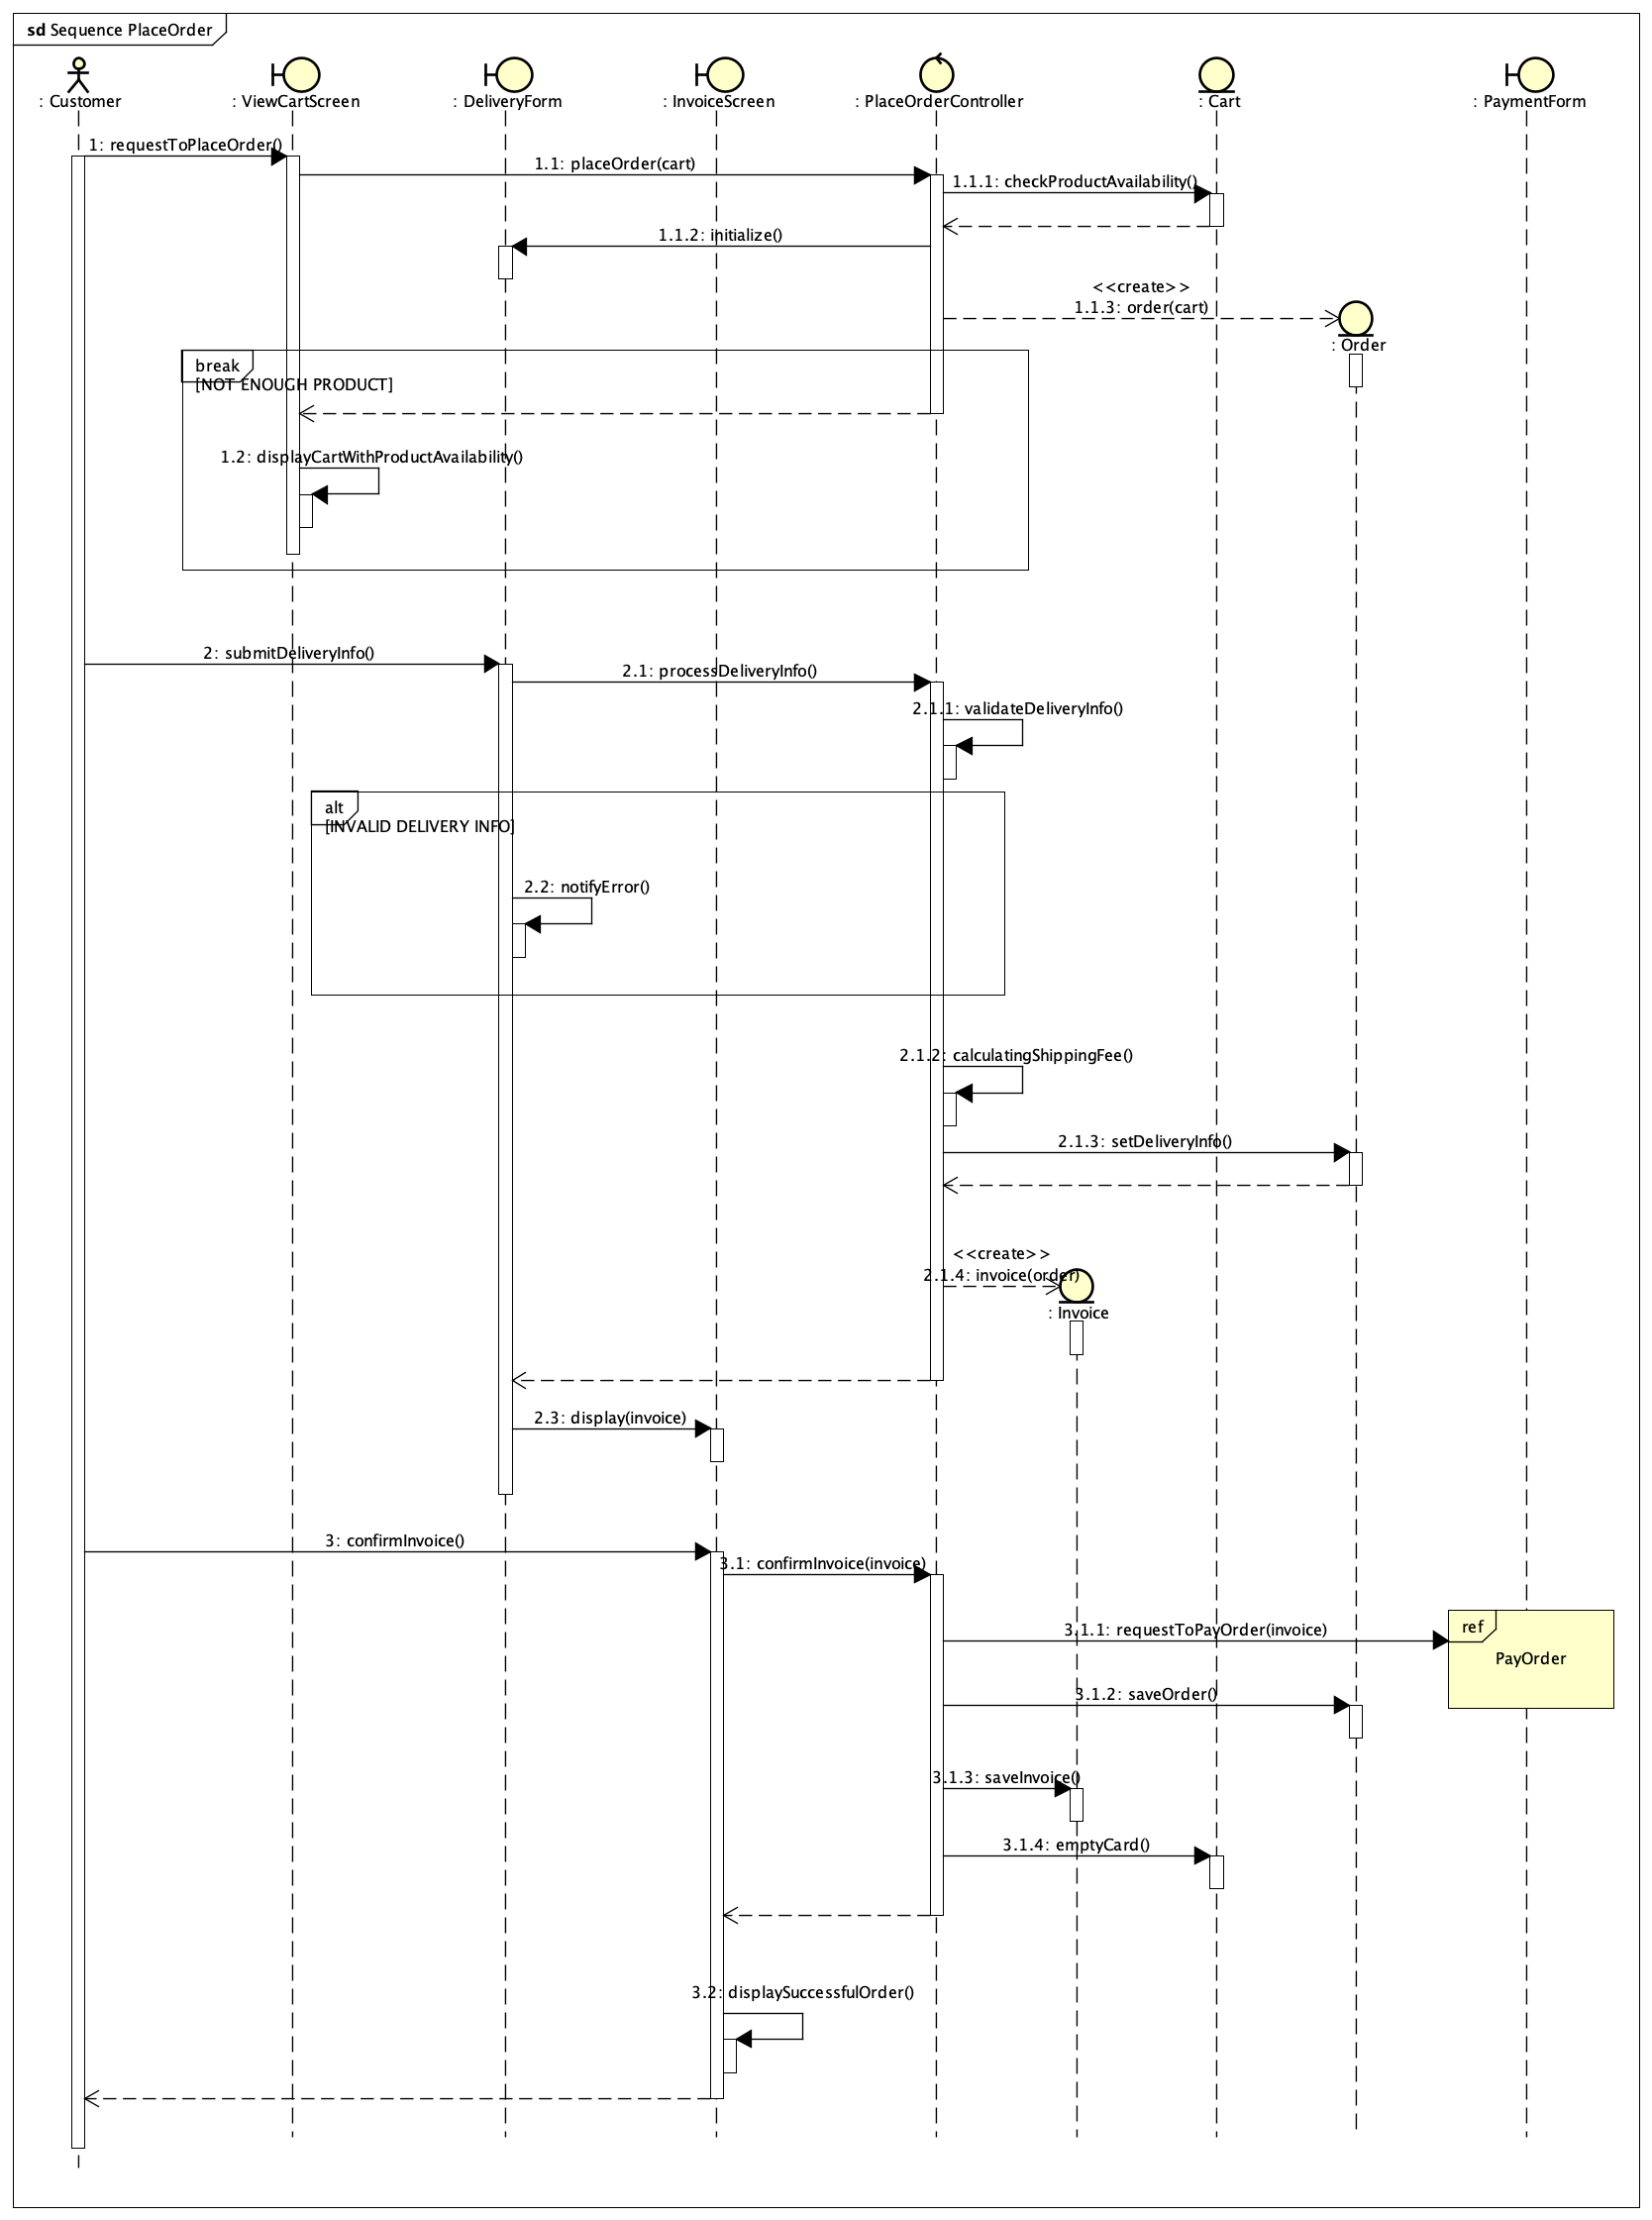 sd Sequence PlaceOrder
: Customer
: ViewCartScreen
: DeliveryForm
: InvoiceScreen
: PlaceOrderController
: Cart
: PaymentForm
1: requestToPlaceOrder()
1.1: placeOrder(cart)
1.1.1: checkProductAvailability()
1.1.2: initialize()
<<create>>
1.1.3: order(cart)
: Order
break
[NOT ENOUGH PRODUCT]
1.2: displayCartWithProductAvailability()
2: submitDeliveryInfo()
2.1: processDeliveryInfo()
2.1.1: validateDeliveryInfo()
alt
[INVALID DELIVERY INFO]
2.2: notifyError()
2.1.2: calculatingShippingFee()
2.1.3: setDeliveryInfo()
<<create>>
2.1.4: invoice(order)
: Invoice
2.3: display(invoice)
3: confirmInvoice()
3.1: confirmInvoice(invoice)
3.1.1: requestToPayOrder(invoice)
ref
PayOrder
3.1.2: saveOrder()
3.1.3: saveInvoice()
3.1.4: emptyCard()
3.2: displaySuccessfulOrder()